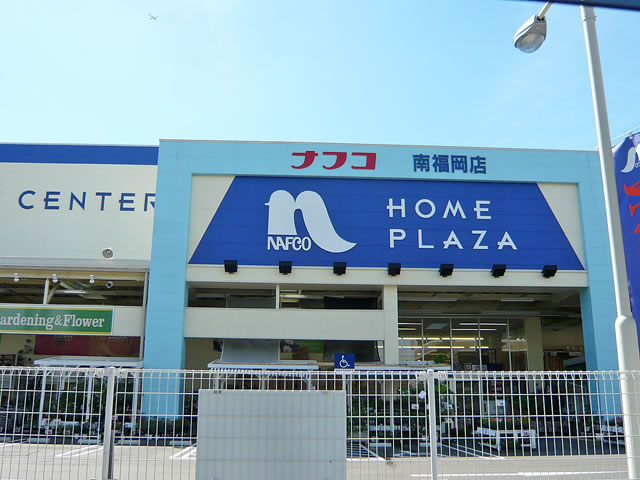 ナフコ 南福岡店
CENTER
HOME
PLAZA
NAFCO
ardening&Flower